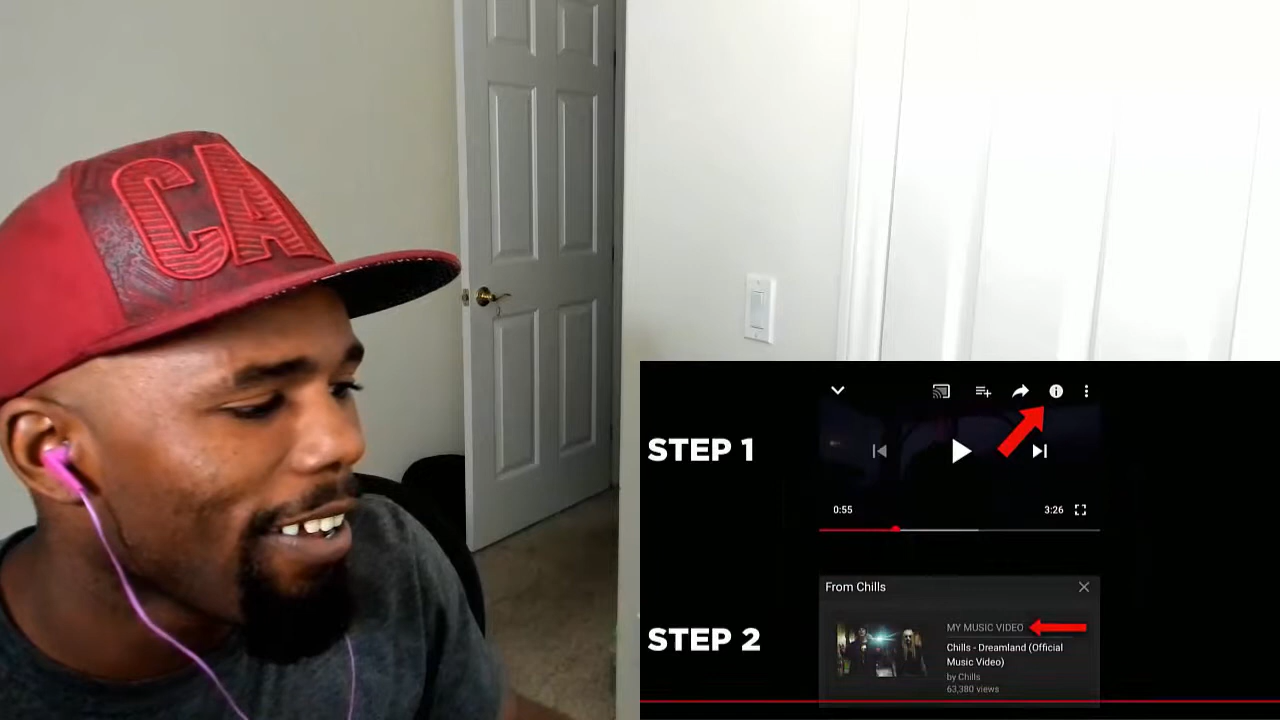 CA
STEP 1
0:55
3:26
From Chills
STEP 2
MY MUSIC VIDEO
Chills - Dreamland (Official
Music Video)
by Chills
63,380 views